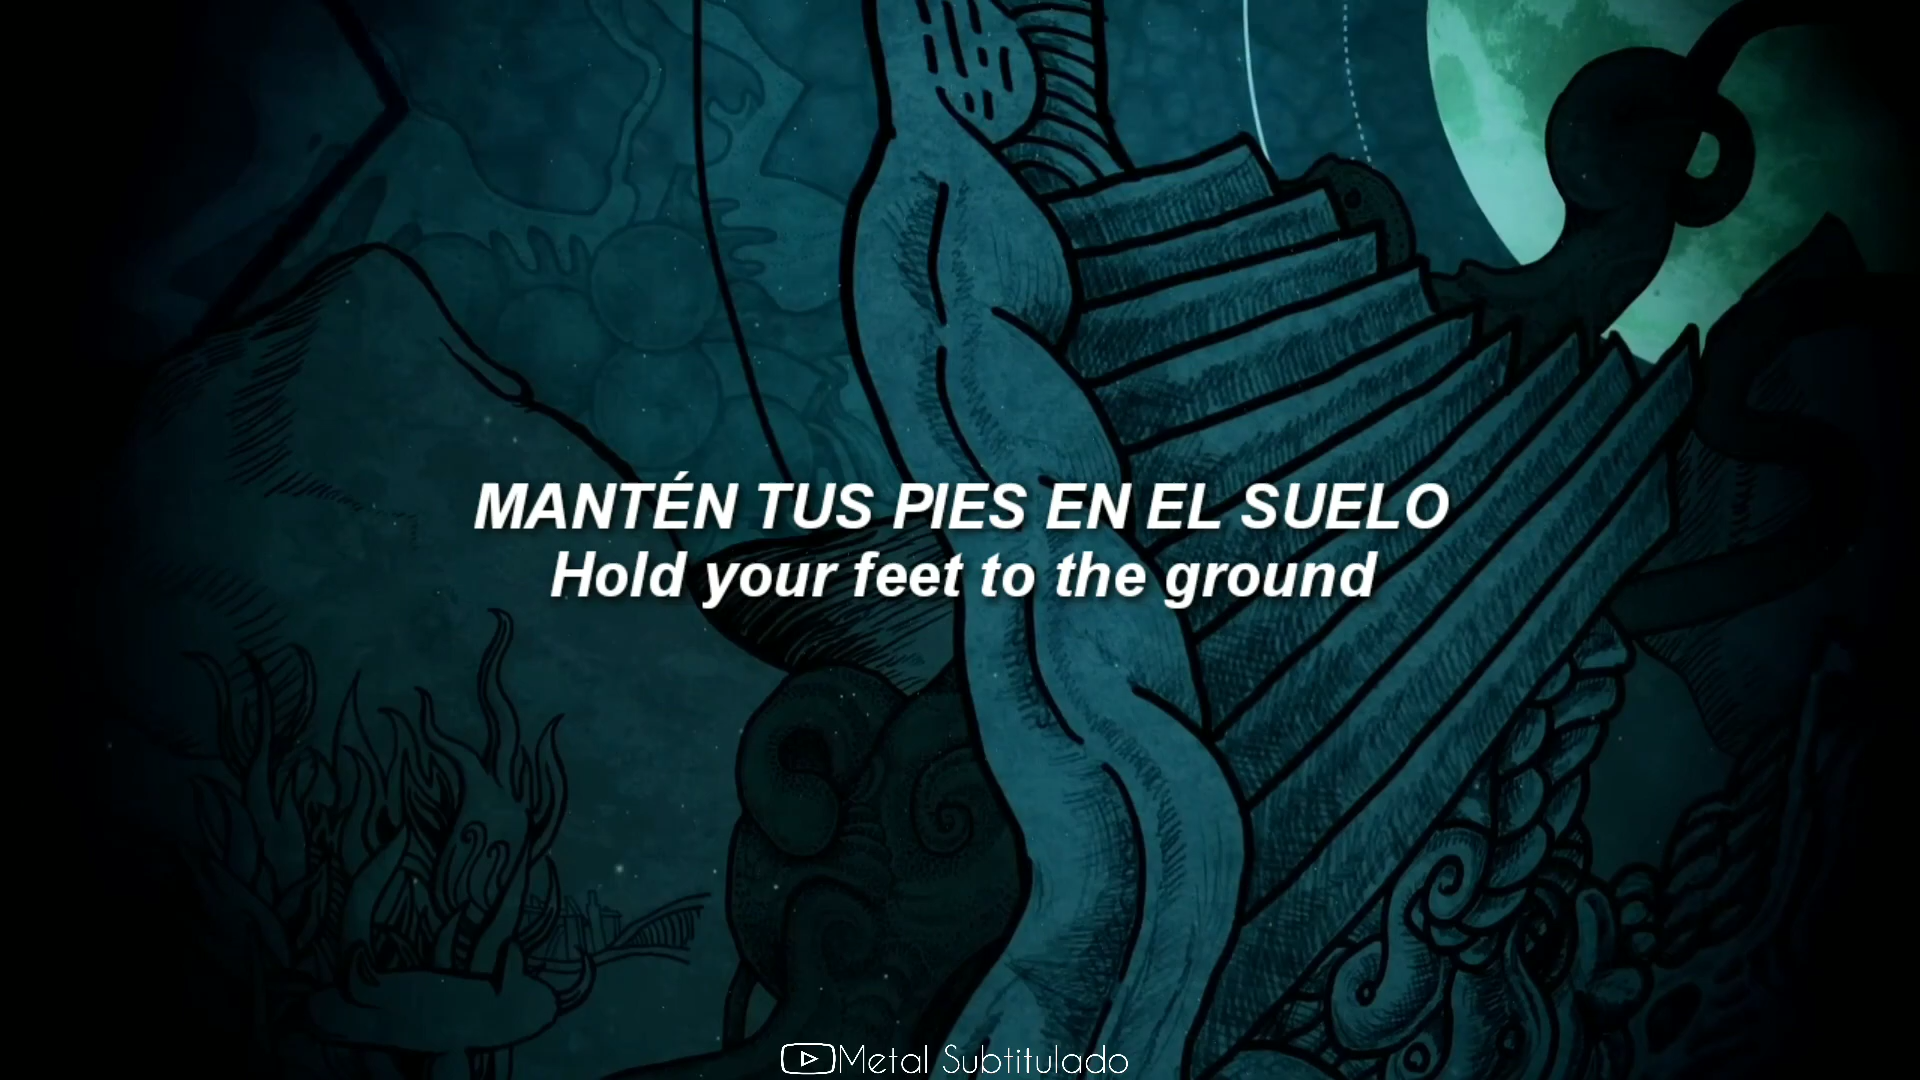 MANTÉN TUS PIES EN EL SUELO
Hold your feet to the ground
Metal Subtitulado